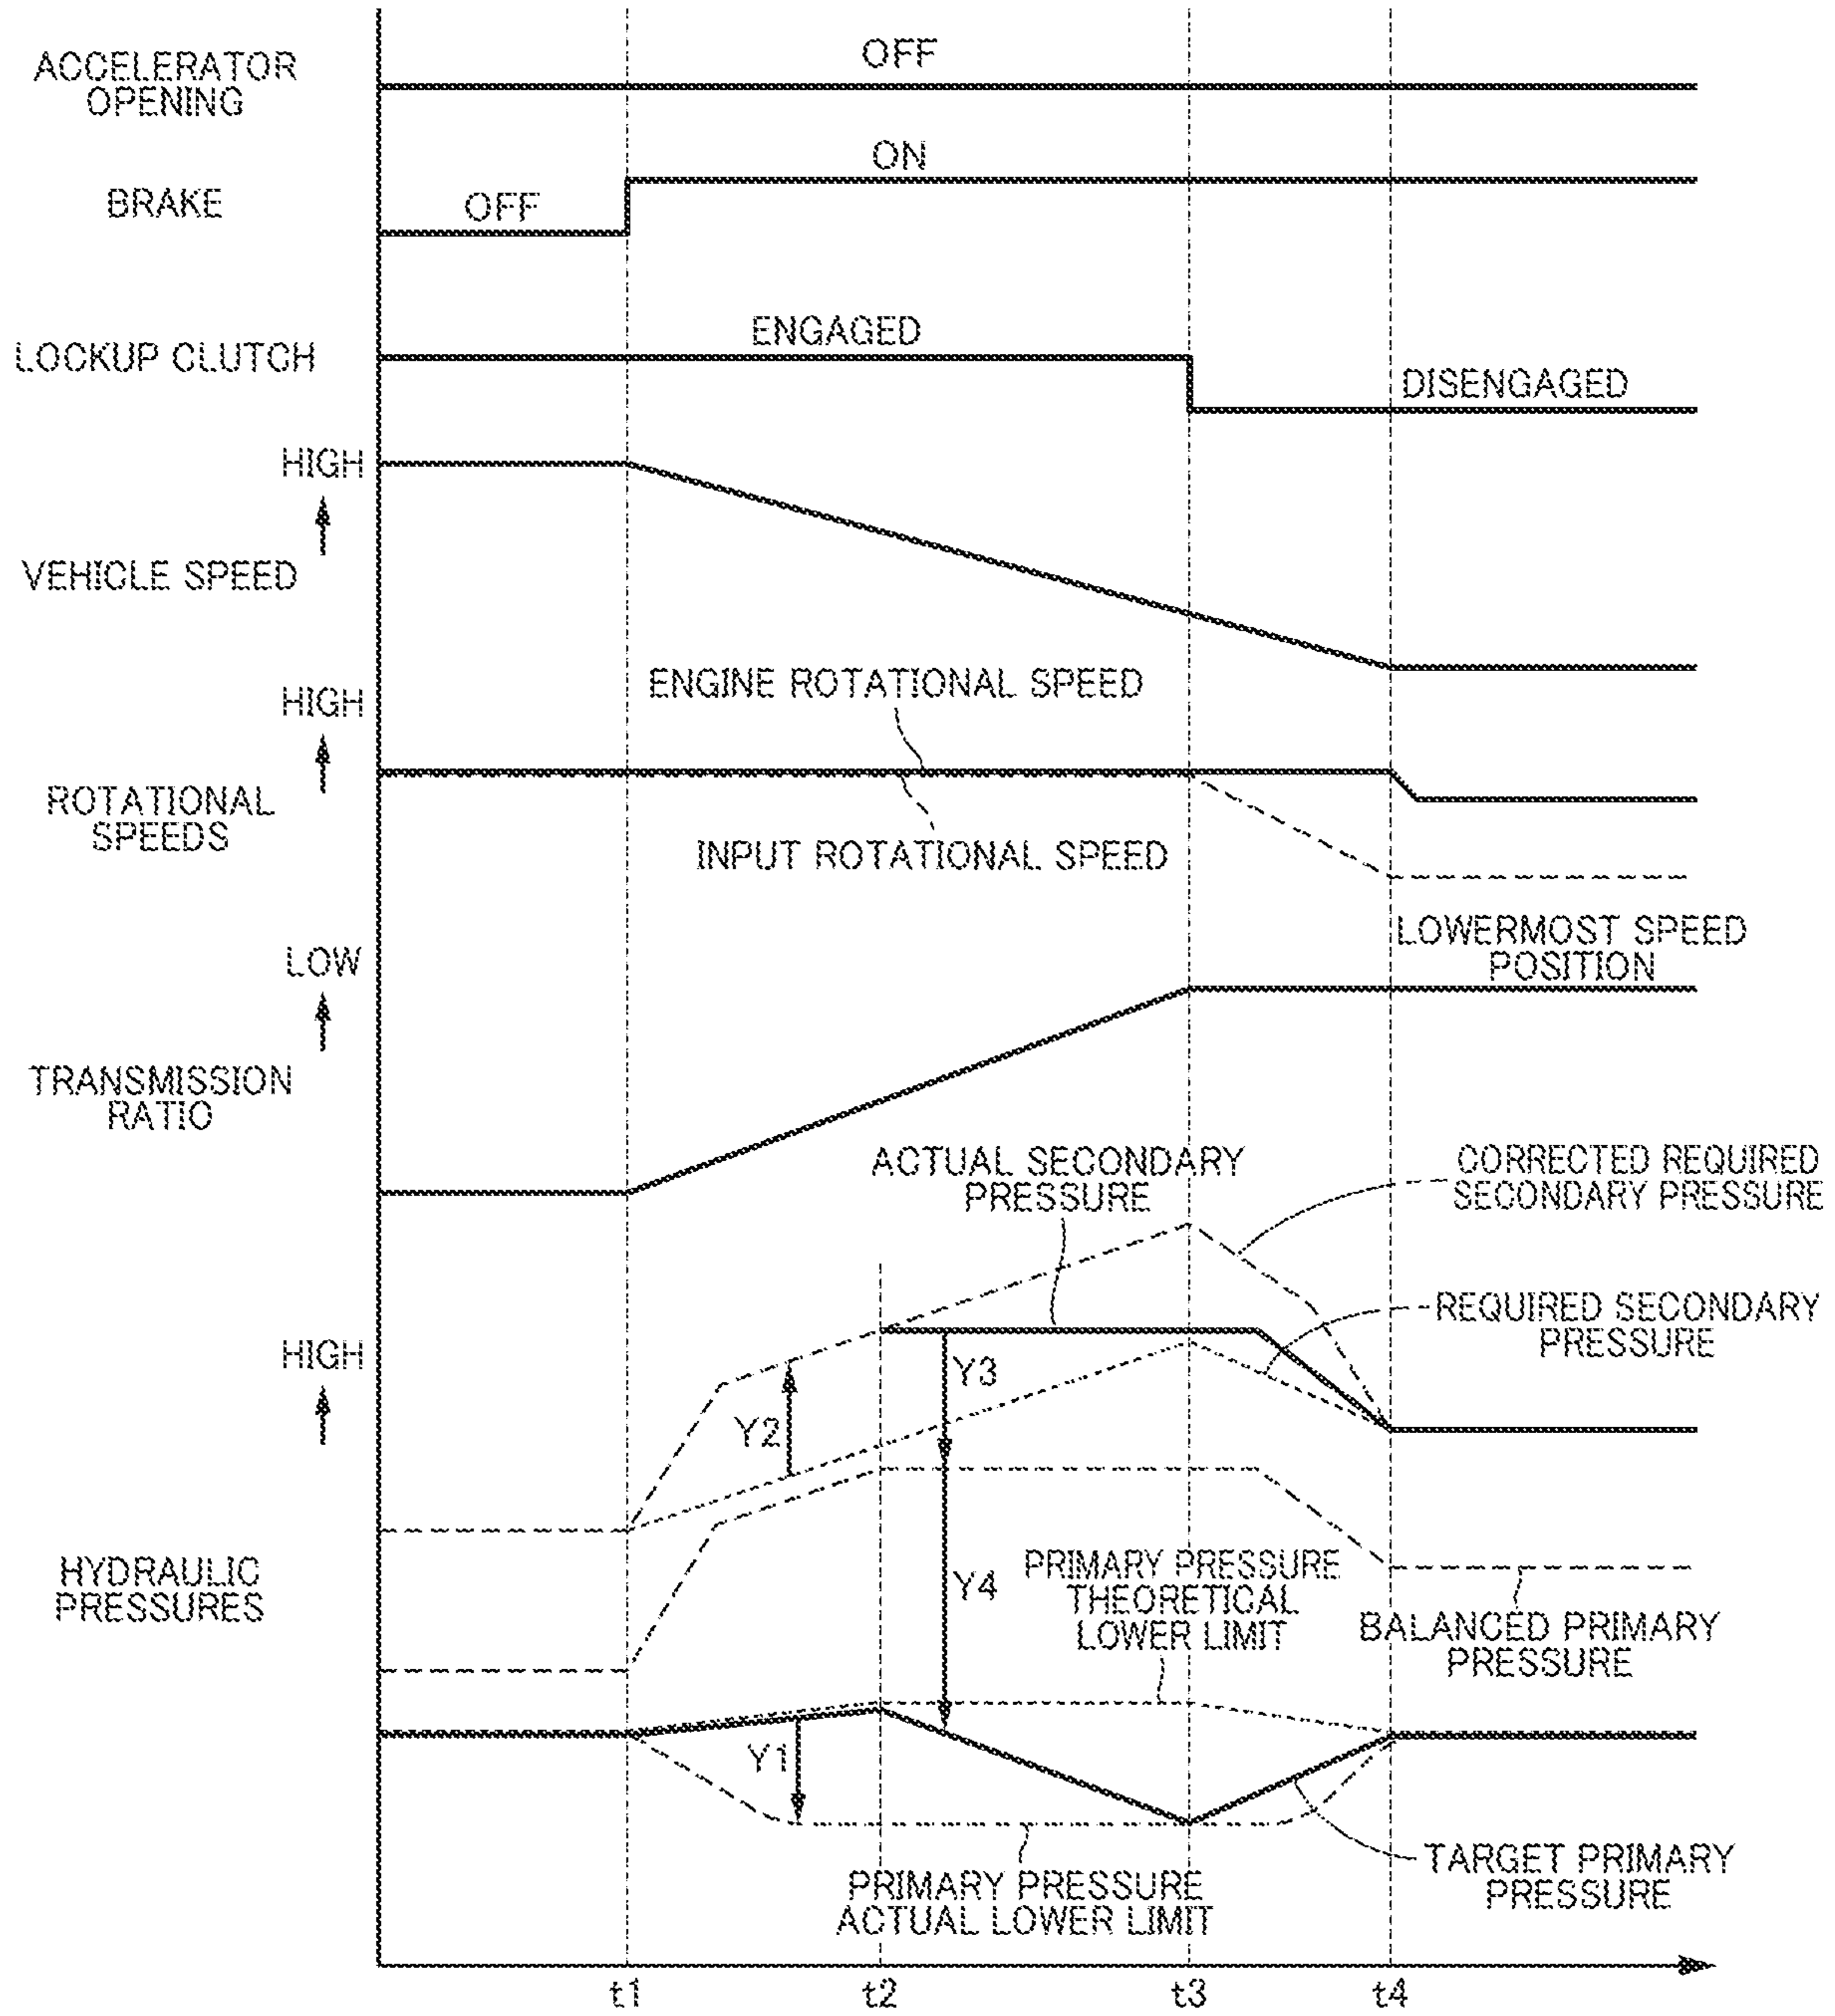 ACCELERATOR
OPENING
OFF
BRAKE
OFF
ON
LOCKUP CLUTCH
ENGAGED
DISENGAGED
HIGH
VEHICLE SPEED
HIGH
ENGINE ROTATIONAL SPEED
ROTATIONAL
SPEEDS
INPUT ROTATIONAL SPEED
LOW
LOWERMOST SPEED
POSITION
TRANSMISSION
RATIO
ACTUAL SECONDARY
PRESSURE
CORRECTED REQUIRED
SECONDARY PRESSURE
REQUIRED SECONDARY
PRESSURE
HIGH
Y3
Y2
HYDRAULIC
PRESSURES
Y4
PRIMARY PRESSURE
THEORETICAL
LOWER LIMIT
BALANCED PRIMARY
PRESSURE
Y1
PRIMARY PRESSURE
ACTUAL LOWER LIMIT
TARGET PRIMARY
PRESSURE
t1
t2
t3
t4